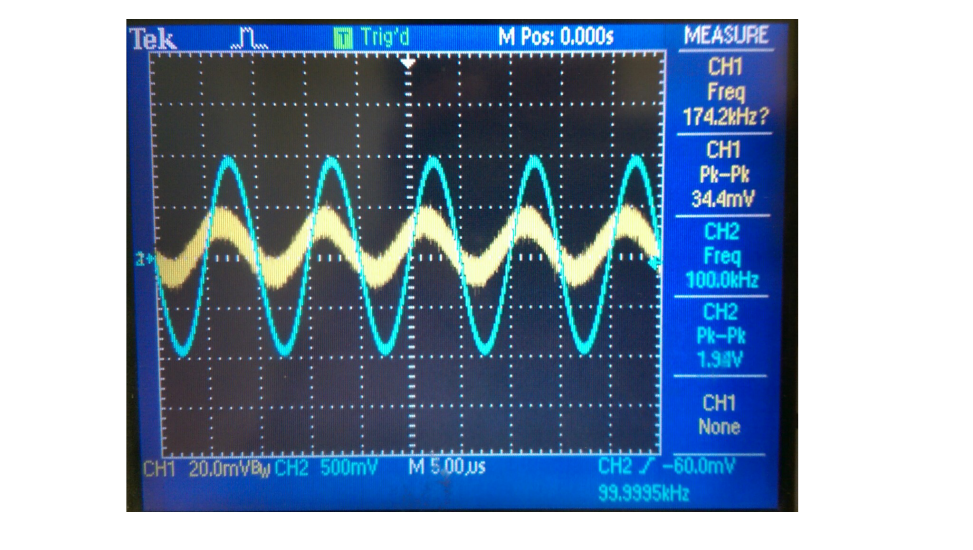 Tek T Trig'd M Pos: 0.000s MEASURE
CH1
Freq
174.2kHz?
CH1
Pk-Pk
34.4mV
CH2
Freq
100.0kHz
CH2
Pk-Pk
CH1
None
CH1 20.0mVBW CH2 500mV M 5.00µs CH2 -60.0mV
99.9995kHz